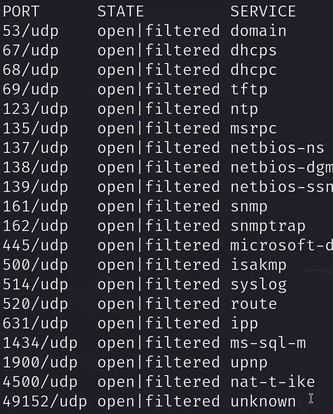 PORT STATE SERVICE
53/udp open|filtered domain
67/udp open|filtered dhcps
68/udp open|filtered dhcpc
69/udp open|filtered tftp
123/udp open|filtered ntp
135/udp open|filtered msrpc
137/udp open|filtered netbios-ns
138/udp open|filtered netbios-dgm
139/udp open|filtered netbios-ssn
161/udp open|filtered snmp
162/udp open|filtered snmptrap
445/udp open|filtered microsoft-d
500/udp open|filtered isakmp
514/udp open|filtered syslog
520/udp open|filtered route
631/udp open|filtered ipp
1434/udp open|filtered ms-sql-m
1900/udp open|filtered upnp
4500/udp open|filtered nat-t-ike
49152/udp open|filtered unknown